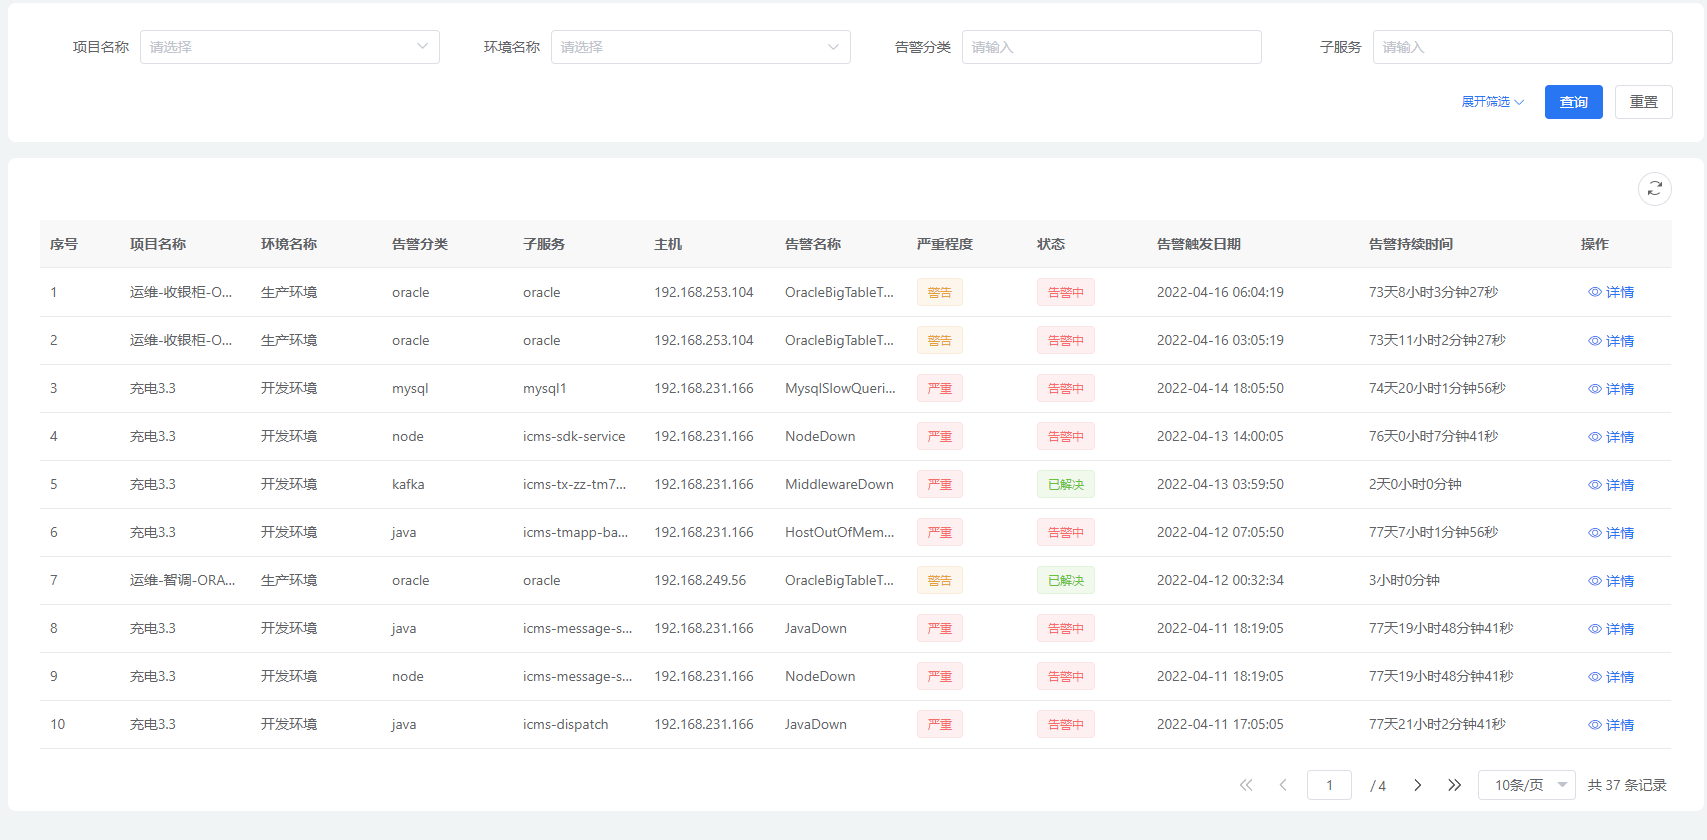 项目名称 请选择 环境名称 请选择 告警分类 请输入 子服务 请输入
展开筛选 查询 重置
序号 项目名称 环境名称 告警分类 子服务 主机 告警名称 严重程度 状态 告警触发日期 告警持续时间 操作
1 运维-收银柜-O... 生产环境 oracle oracle 192.168.253.104 OracleBigTableT... 警告 告警中 2022-04-16 06:04:19 73天8小时3分钟27秒 详情
2 运维-收银柜-O... 生产环境 oracle oracle 192.168.253.104 OracleBigTableT... 警告 告警中 2022-04-16 03:05:19 73天11小时2分钟27秒 详情
3 充电3.3 开发环境 mysql mysql1 192.168.231.166 MysqlSlowQueri... 严重 告警中 2022-04-14 18:05:50 74天20小时1分钟56秒 详情
4 充电3.3 开发环境 node icms-sdk-service 192.168.231.166 NodeDown 严重 告警中 2022-04-13 14:00:05 76天0小时7分钟41秒 详情
5 充电3.3 开发环境 kafka icms-tx-zz-tm7... 192.168.231.166 MiddlewareDown 严重 已解决 2022-04-13 03:59:50 2天0小时0分钟 详情
6 充电3.3 开发环境 java icms-tmapp-ba... 192.168.231.166 HostOutOfMem... 严重 告警中 2022-04-12 07:05:50 77天7小时1分钟56秒 详情
7 运维-智调-ORA... 生产环境 oracle oracle 192.168.249.56 OracleBigTableT... 警告 已解决 2022-04-12 00:32:34 3小时0分钟 详情
8 充电3.3 开发环境 java icms-message-s... 192.168.231.166 JavaDown 严重 告警中 2022-04-11 18:19:05 77天19小时48分钟41秒 详情
9 充电3.3 开发环境 node icms-message-s... 192.168.231.166 NodeDown 严重 告警中 2022-04-11 18:19:05 77天19小时48分钟41秒 详情
10 充电3.3 开发环境 java icms-dispatch 192.168.231.166 JavaDown 严重 告警中 2022-04-11 17:05:05 77天21小时2分钟41秒 详情
1 / 4 10条/页 共 37 条记录